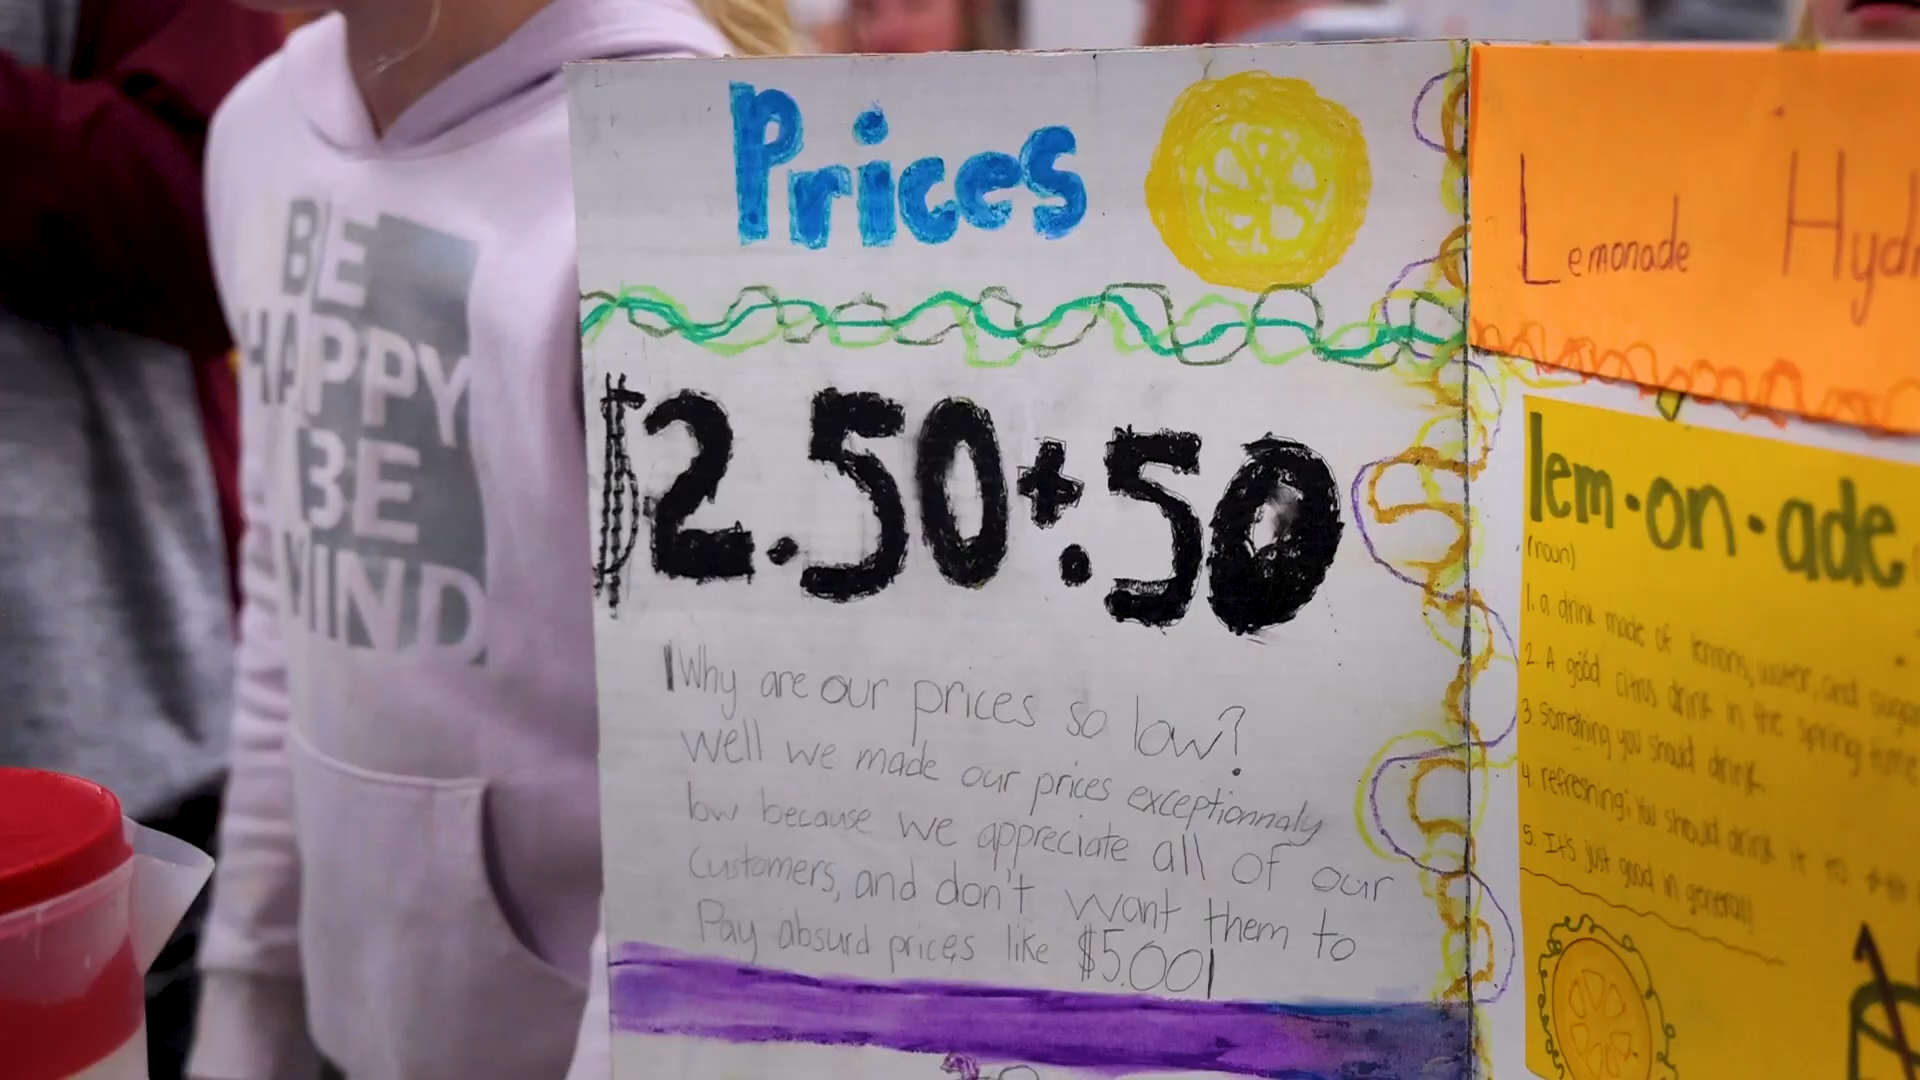 BE
HAPPY
BE
MIND
Prices
$2.50+.50
Why are our prices so low?
Well we made our prices exceptionnaly
low because we appreciate all of our
customers, and don't want them to
Pay absurd prices like $5.00!
Lemonade
lem·on·ade
(noun)
1. a drink made of lemons, water, and sugar
2. A good citrus drink in the spring time
3. Something you should drink
4. refreshing; You should drink it to
5. It's just good in general!